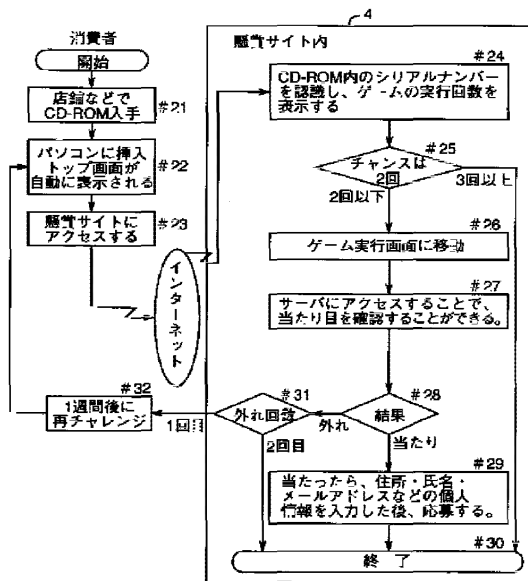 消費者
開始
店舗などで
CD-ROM入手
#21
パソコンに挿入
トップ画面が
自動に表示される
#22
懸賞サイトに
アクセスする
#23
インターネット
4
懸賞サイト内
#24
CD-ROM内のシリアルナンバー
を認識し、ゲームの実行回数を
表示する
#25
チャンスは
2回
2回以下
3回以上
#26
ゲーム実行画面に移動
#27
サーバにアクセスすることで、
当たり目を確認することができる。
#28
結果
外れ
当たり
#31
外れ回数
1回目
2回目
#32
1週間後に
再チャレンジ
#29
当たったら、住所・氏名・
メールアドレスなどの個人
情報を入力した後、応募する。
#30
終了